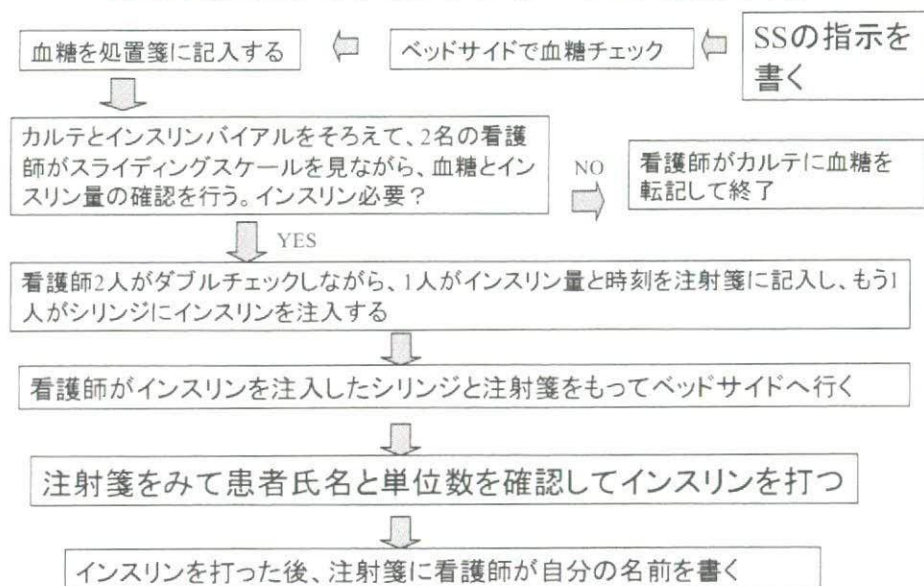 SSの指示を
書く
ベッドサイドで血糖チェック
血糖を処置箋に記入する
カルテとインスリンバイアルをそろえて、2名の看護
師がスライディングスケールを見ながら、血糖とイン
スリン量の確認を行う。インスリン必要？
NO
看護師がカルテに血糖を
転記して終了
YES
看護師2人がダブルチェックしながら、1人がインスリン量と時刻を注射箋に記入し、もう1
人がシリンジにインスリンを注入する
看護師がインスリンを注入したシリンジと注射箋をもってベッドサイドへ行く
注射箋をみて患者氏名と単位数を確認してインスリンを打つ
インスリンを打った後、注射箋に看護師が自分の名前を書く